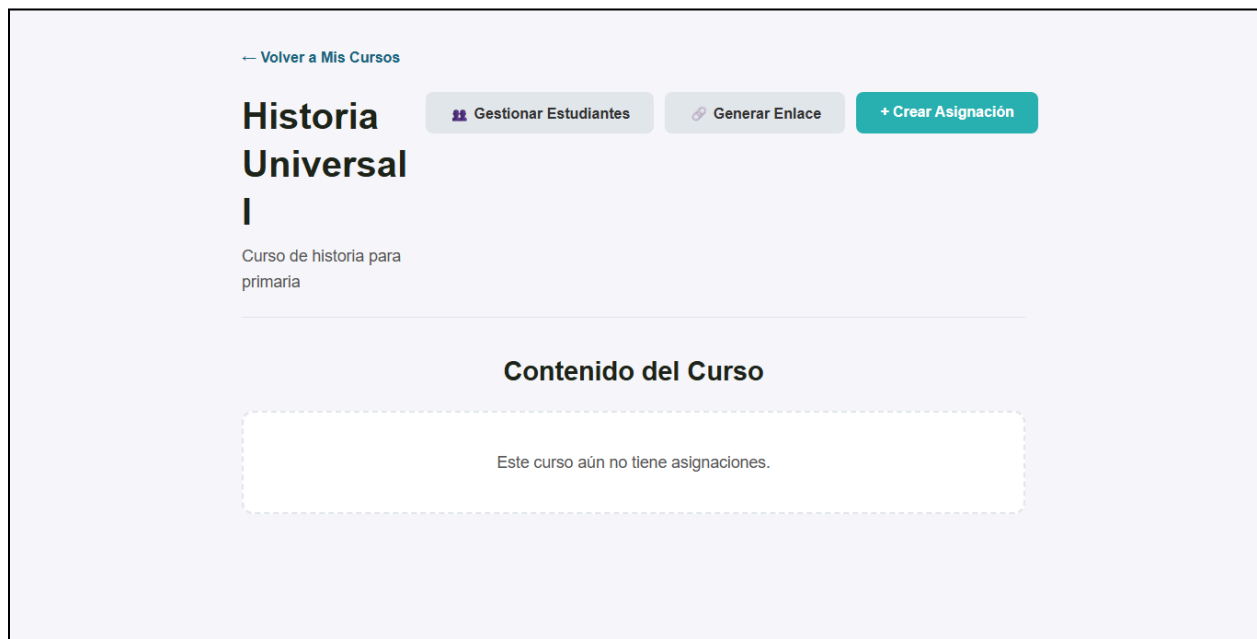 ← Volver a Mis Cursos
Historia
Universal
I
Gestionar Estudiantes
Generar Enlace
+ Crear Asignación
Curso de historia para
primaria
Contenido del Curso
Este curso aún no tiene asignaciones.